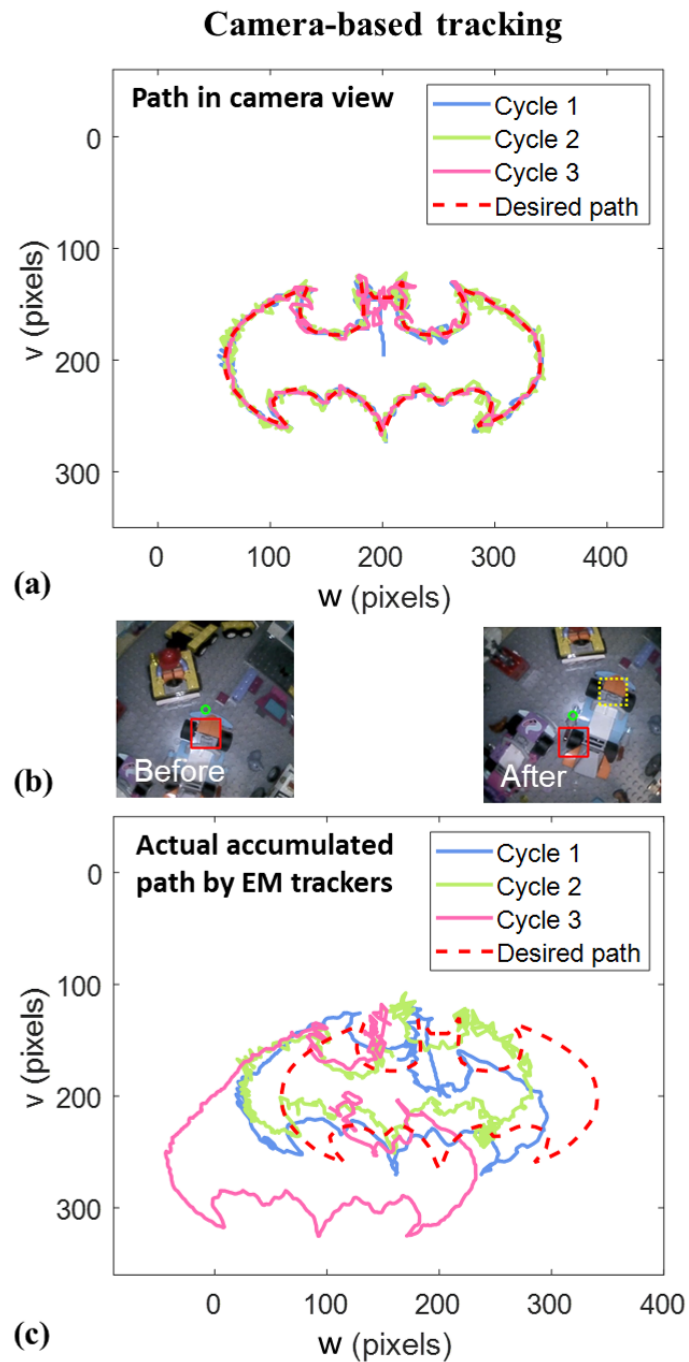 Camera-based tracking
Path in camera view
Cycle 1
Cycle 2
Cycle 3
Desired path
0
100
200
300
v (pixels)
0 100 200 300 400
w (pixels)
(a)
Before
After
(b)
Actual accumulated
path by EM trackers
Cycle 1
Cycle 2
Cycle 3
Desired path
0
100
200
300
v (pixels)
0 100 200 300 400 400
w (pixels)
(c)